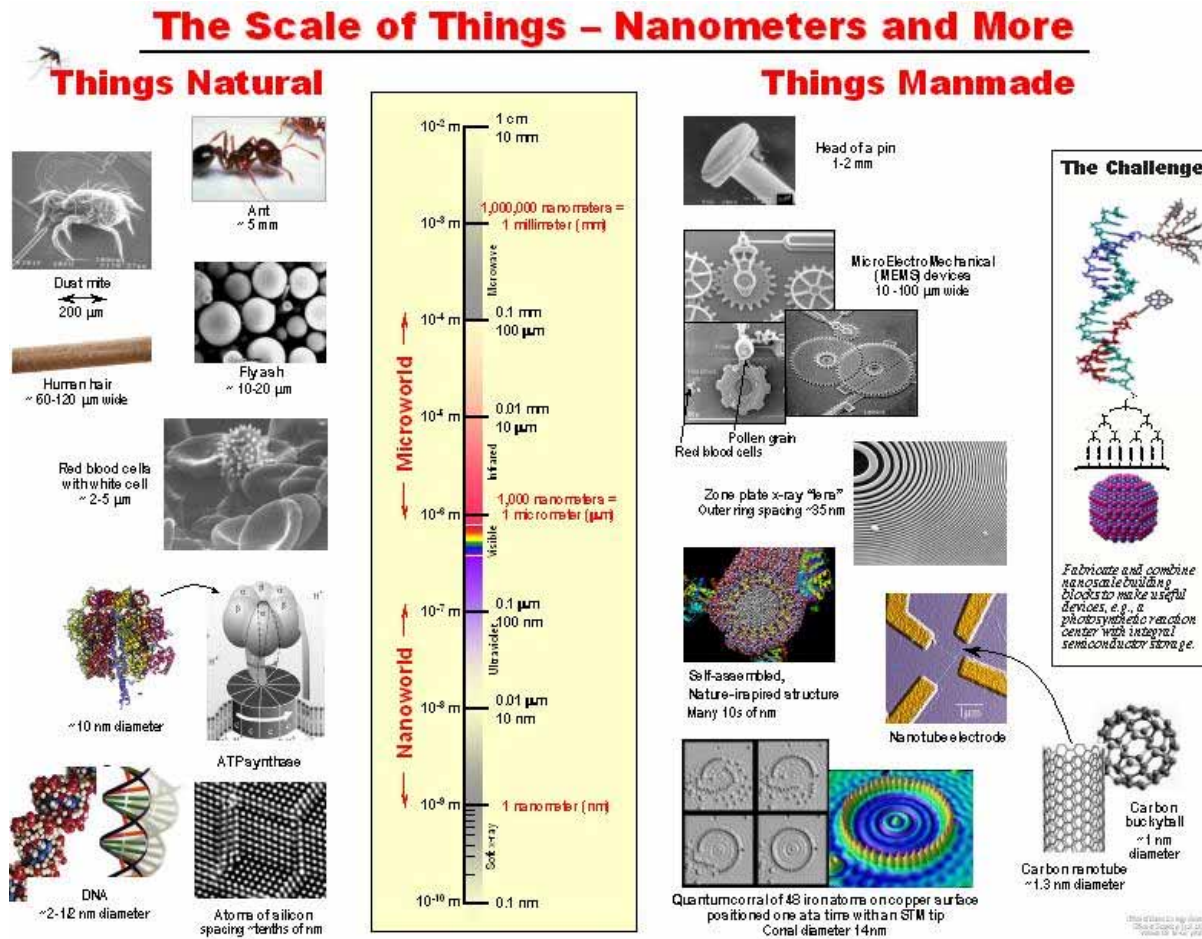 The Scale of Things – Nanometers and More
Things Natural
Things Manmade
Ant
~ 5 mm
Dust mite
200 µm
Human hair
~ 60-120 µm wide
Fly ash
~ 10-20 µm
Red blood cells
with white cell
~ 2-5 µm
~10 nm diameter
ATP synthase
DNA
~2-1/2 nm diameter
Atoms of silicon
spacing ~tenths of nm
10-2 m
1 cm
10 mm
1,000,000 nanometers =
10-3 m
1 millimeter (mm)
Microwave
0.1 mm
10-4 m
100 µm
Microworld
0.01 mm
10-5 m
10 µm
Infrared
1,000 nanometers =
10-6 m
1 micrometer (µm)
Visible
0.1 µm
10-7 m
100 nm
Ultraviolet
Nanoworld
0.01 µm
10-8 m
10 nm
10-9 m
1 nanometer (nm)
Soft x-ray
10-10 m
0.1 nm
Head of a pin
1-2 mm
MicroElectroMechanical
(MEMS) devices
10 -100 µm wide
Pollen grain
Red blood cells
Zone plate x-ray “lens”
Outer ring spacing ~35 nm
Self-assembled,
Nature-inspired structure
Many 10s of nm
1µm
Nanotube electrode
Quantum corral of 48 iron atoms on copper surface
positioned one at a time with an STM tip
Corral diameter 14 nm
Carbon nanotube
~1.3 nm diameter
Carbon
buckyball
~1 nm
diameter
The Challenge
Fabricate and combine
nanoscale building
blocks to make useful
devices, e.g., a
photosynthetic reaction
center with integral
semiconductor storage.